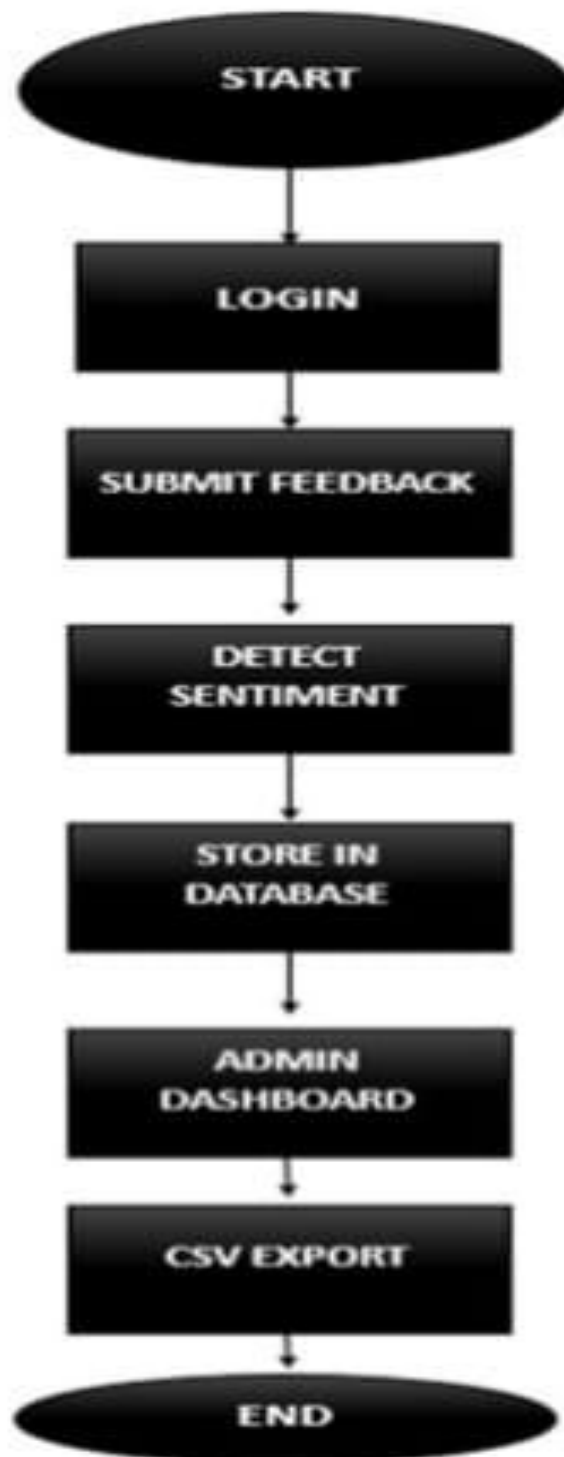 START
LOGIN
SUBMIT FEEDBACK
DETECT
SENTIMENT
STORE IN
DATABASE
ADMIN
DASHBOARD
CSV EXPORT
END